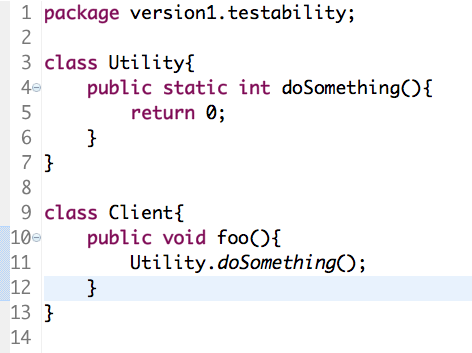 1 package version1.testability;
2
3 class Utility{
4 public static int doSomething(){
5 return 0;
6 }
7 }
8
9 class Client{
10 public void foo(){
11 Utility.doSomething();
12 }
13 }
14